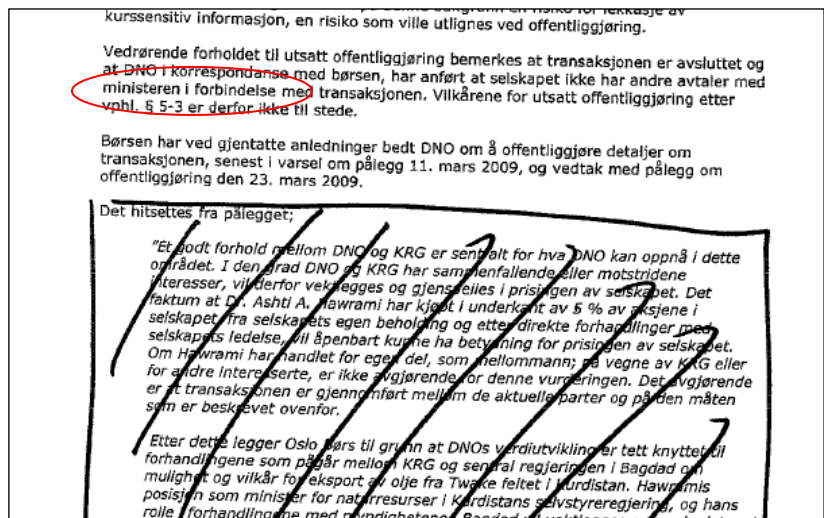 kurssensitiv informasjon, en risiko som ville utlignes ved offentliggjøring.
Vedrørende forholdet til utsatt offentliggjøring bemerkes at transaksjonen er avsluttet og
at DNO i korrespondanse med børsen, har anført at selskapet ikke har andre avtaler med
ministeren i forbindelse med transaksjonen. Vilkårene for utsatt offentliggjøring etter
vphl. § 5-3 er derfor ikke til stede.
Børsen har ved gjentatte anledninger bedt DNO om å offentliggjøre detaljer om
transaksjonen, senest i varsel om pålegg 11. mars 2009, og vedtak med pålegg om
offentliggjøring den 23. mars 2009.
Det hitsettes fra pålegget;
"Et godt forhold mellom DNO og KRG er sentralt for hva DNO kan oppnå i dette
området. I den grad DNO og KRG har sammenfallende eller motstridene
interesser, vil derfor vektlegges og gjenspeiles i prisingen av selskapet. Det
faktum at Dr. Ashti A. Hawrami har kjøpt i underkant av 5 % av aksjene i
selskapet fra selskapets egen beholding og etter direkte forhandlinger med
selskapets ledelse, vil åpenbart kunne ha betydning for prisingen av selskapet.
Om Hawrami har handlet for egen del, som mellommann; på vegne av KRG eller
for andre interesserte, er ikke avgjørende for denne vurderingen. Det avgjørende
er at transaksjonen er gjennomført mellom de aktuelle parter og på den måten
som er beskrevet ovenfor.
Etter dette legger Oslo Børs til grunn at DNOs verdiutvikling er tett knyttet til
forhandlingene som pågår mellom KRG og sentral regjeringen i Bagdad om
mulighet og vilkår for eksport av olje fra Twake feltet i Kurdistan. Hawramis
posisjon som minister for naturresurser i Kurdistans selvstyreregjering, og hans
rolle i forhandlingene med myndighetene